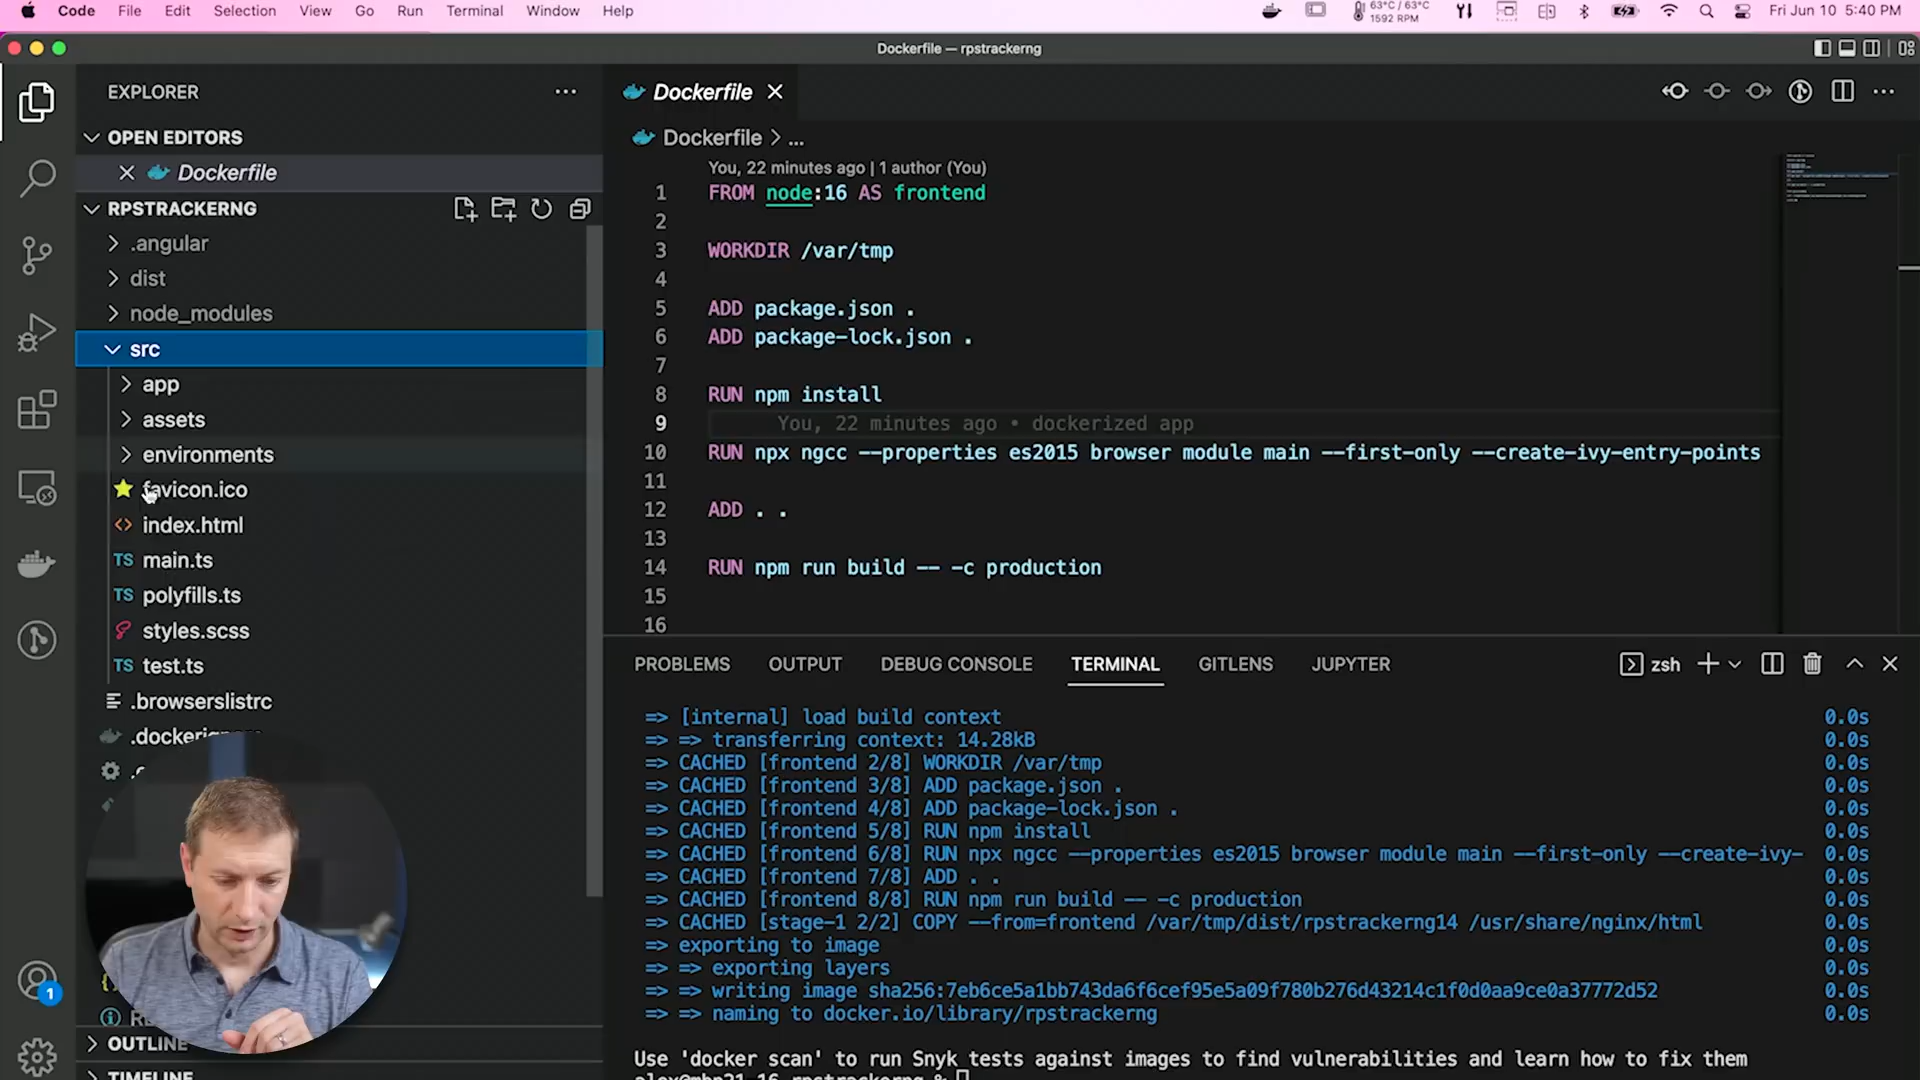 Code File Edit Selection View Go Run Terminal Window Help
63°C / 63°C
1592 RPM
Fri Jun 10 5:40 PM
Dockerfile — rpstrackerng
EXPLORER
OPEN EDITORS
Dockerfile
RPSTRACKERNG
.angular
dist
node_modules
src
app
assets
environments
favicon.ico
index.html
TS main.ts
TS polyfills.ts
styles.scss
TS test.ts
.browserslistrc
OUTLINE
TIMELINE
1
Dockerfile
Dockerfile > ...
You, 22 minutes ago | 1 author (You)
1 FROM node:16 AS frontend
2
3 WORKDIR /var/tmp
4
5 ADD package.json .
6 ADD package-lock.json .
7
8 RUN npm install
9 You, 22 minutes ago • dockerized app
10 RUN npx ngcc --properties es2015 browser module main --first-only --create-ivy-entry-points
11
12 ADD . .
13
14 RUN npm run build -- -c production
15
16
PROBLEMS OUTPUT DEBUG CONSOLE TERMINAL GITLENS JUPYTER
zsh
=> [internal] load build context 0.0s
=> => transferring context: 14.28kB 0.0s
=> CACHED [frontend 2/8] WORKDIR /var/tmp 0.0s
=> CACHED [frontend 3/8] ADD package.json . 0.0s
=> CACHED [frontend 4/8] ADD package-lock.json . 0.0s
=> CACHED [frontend 5/8] RUN npm install 0.0s
=> CACHED [frontend 6/8] RUN npx ngcc --properties es2015 browser module main --first-only --create-ivy- 0.0s
=> CACHED [frontend 7/8] ADD . . 0.0s
=> CACHED [frontend 8/8] RUN npm run build -- -c production 0.0s
=> CACHED [stage-1 2/2] COPY --from=frontend /var/tmp/dist/rpstrackerng14 /usr/share/nginx/html 0.0s
=> exporting to image 0.0s
=> => exporting layers 0.0s
=> => writing image sha256:7eb6ce5a1bb743da6f6cef95e5a09f780b276d43214c1f0d0aa9ce0a37772d52 0.0s
=> => naming to docker.io/library/rpstrackerng 0.0s
Use 'docker scan' to run Snyk tests against images to find vulnerabilities and learn how to fix them